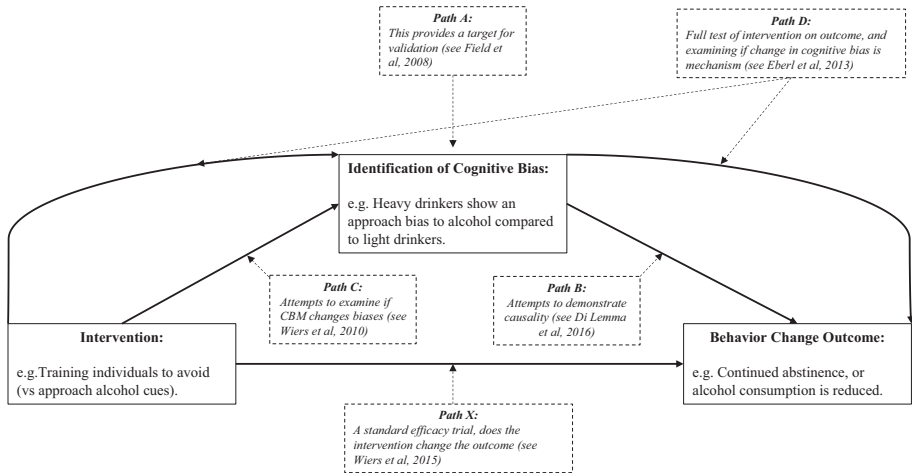 Path A:
This provides a target for
validation (see Field et
al, 2008)
Path D:
Full test of intervention on outcome, and
examining if change in cognitive bias is
mechanism (see Eberl et al, 2013)
Identification of Cognitive Bias:
e.g. Heavy drinkers show an
approach bias to alcohol compared
to light drinkers.
Path C:
Attempts to examine if
CBM changes biases (see
Wiers et al, 2010)
Path B:
Attempts to demonstrate
causality (see Di Lemma
et al, 2016)
Intervention:
e.g.Training individuals to avoid
(vs approach alcohol cues).
Behavior Change Outcome:
e.g. Continued abstinence, or
alcohol consumption is reduced.
Path X:
A standard efficacy trial, does the
intervention change the outcome (see
Wiers et al, 2015)